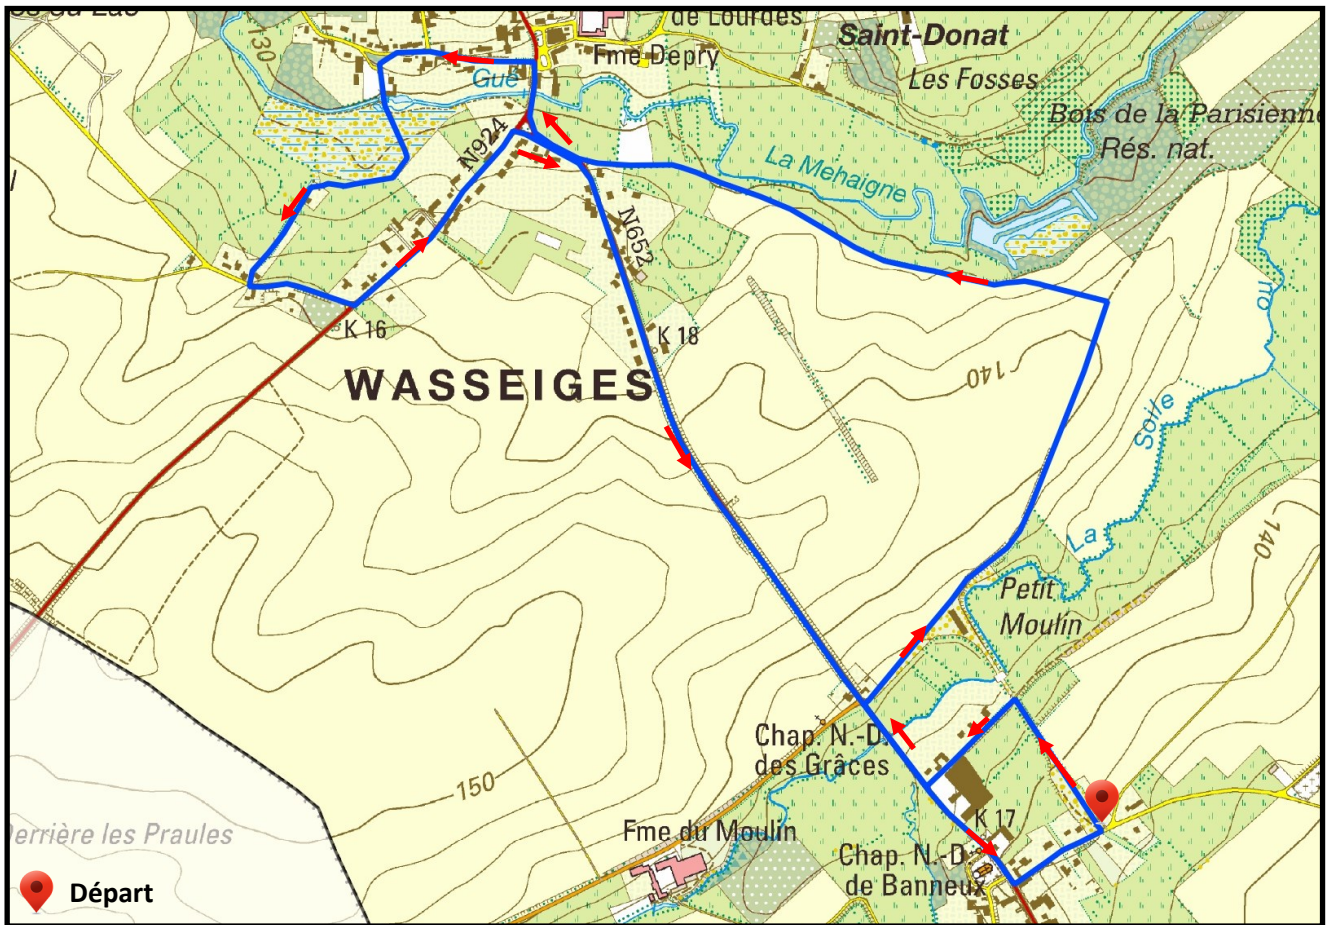 130
de Lourdes
Fme Depry
Saint-Donat
Les Fosses
Gué
N924
Bois de la Parisienne
Rés. nat.
La Mehaigne
N652
K 16
K 18
WASSEIGES
140
La
Soile
140
Petit
Moulin
Chap. N.-D.
des Grâces
150
Fme du Moulin
K 17
Chap. N.-D.
de Banneux
errière les Praules
Départ